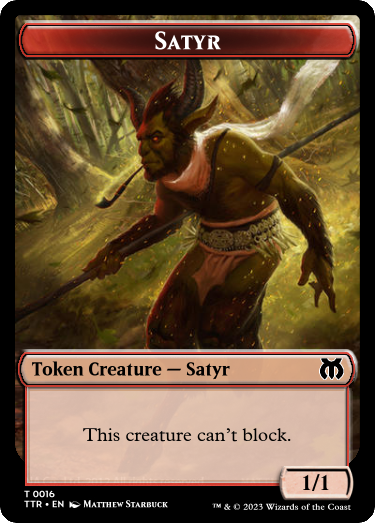 Satyr
Token Creature — Satyr
This creature can't block.
1/1
T 0016
TTR • EN Matthew Starbuck
™ & © 2023 Wizards of the Coast